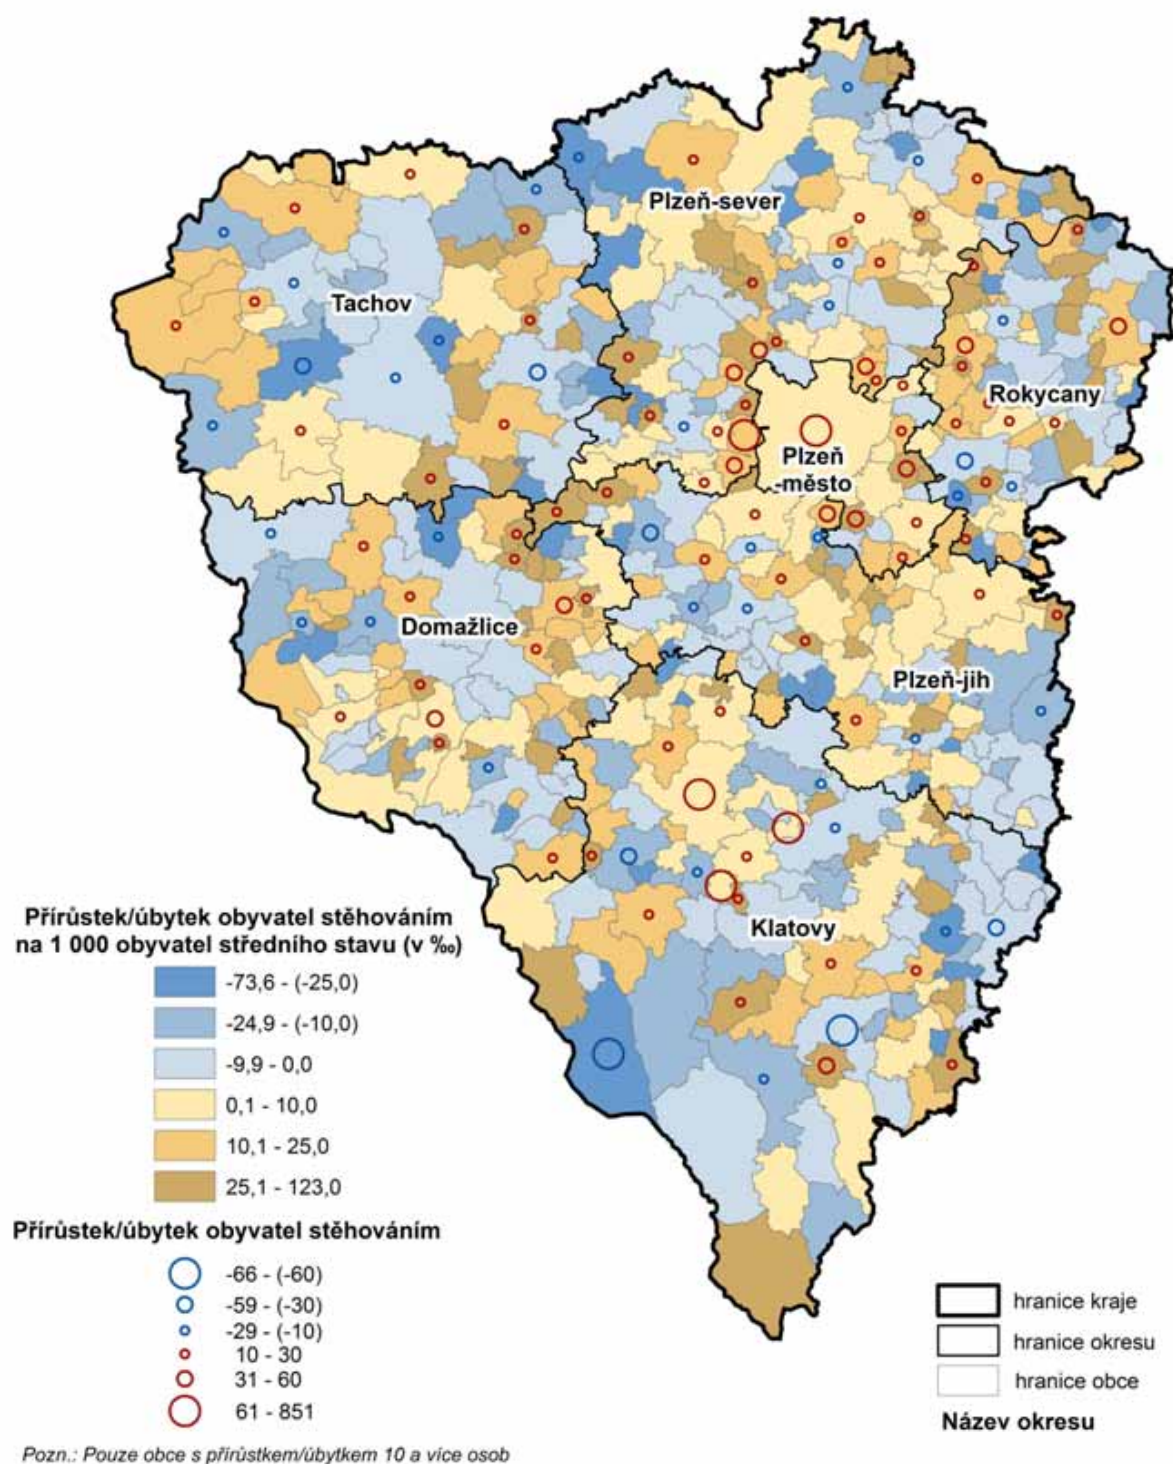 Plzeň-sever
Tachov
Rokycany
Plzeň
-město
Domažlice
Plzeň-jih
Klatovy
Přírůstek/úbytek obyvatel stěhováním
na 1 000 obyvatel středního stavu (v ‰)
-73,6 - (-25,0)
-24,9 - (-10,0)
-9,9 - 0,0
0,1 - 10,0
10,1 - 25,0
25,1 - 123,0
Přírůstek/úbytek obyvatel stěhováním
-66 - (-60)
-59 - (-30)
-29 - (-10)
10 - 30
31 - 60
61 - 851
hranice kraje
hranice okresu
hranice obce
Název okresu
Pozn.: Pouze obce s přírůstkem/úbytkem 10 a více osob